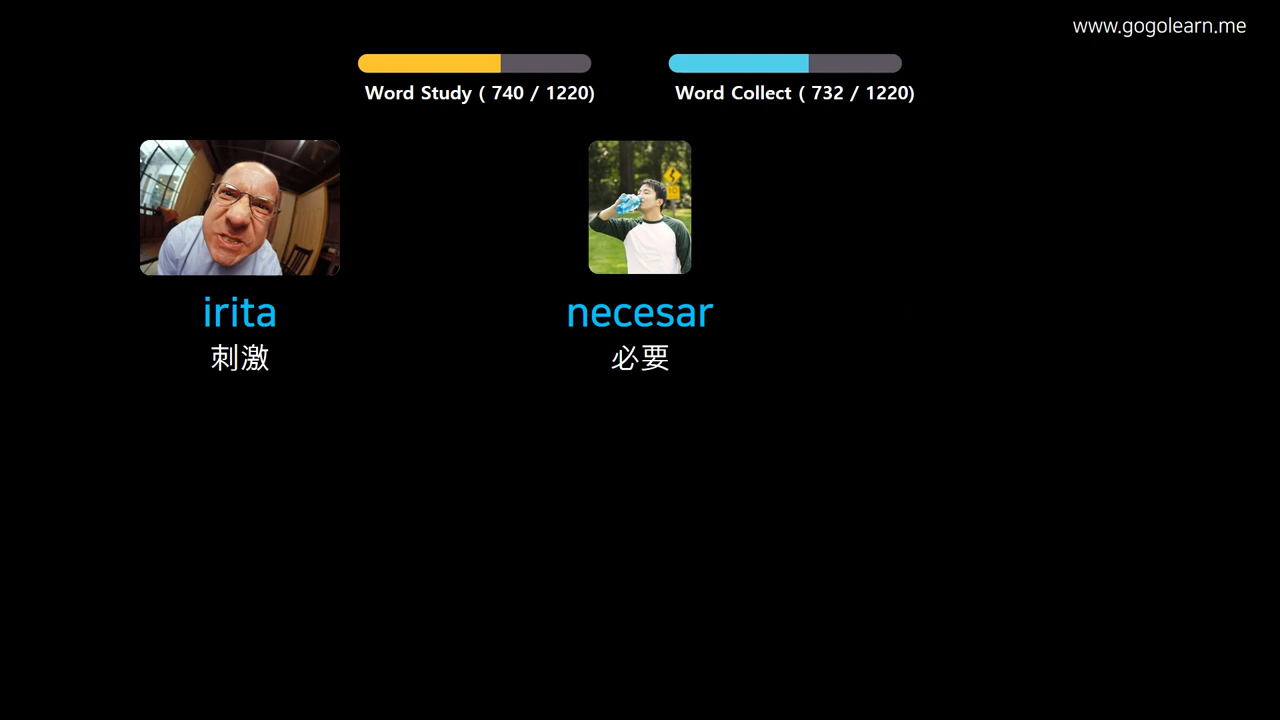 www.gogolearn.me
Word Study ( 740 / 1220)
Word Collect ( 732 / 1220)
irita
刺激
necesar
必要